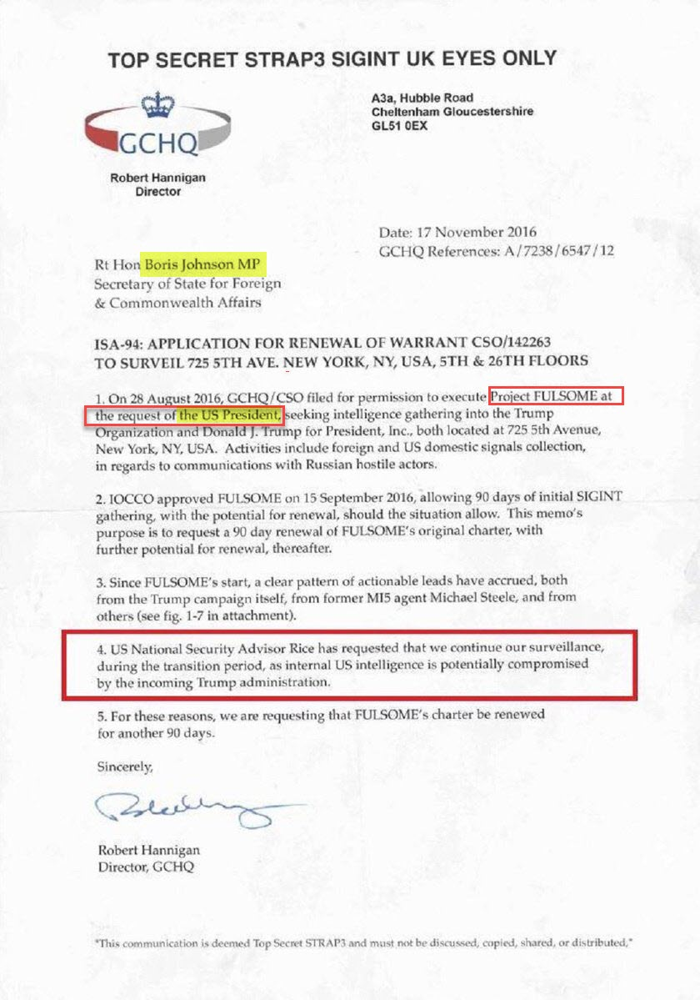 TOP SECRET STRAP3 SIGINT UK EYES ONLY
GCHQ
Robert Hannigan
Director
A3a, Hubble Road
Cheltenham Gloucestershire
GL51 0EX
Date: 17 November 2016
GCHQ References: A/7238/6547/12
Rt Hon Boris Johnson MP
Secretary of State for Foreign
& Commonwealth Affairs
ISA-94: APPLICATION FOR RENEWAL OF WARRANT CSO/142263
TO SURVEIL 725 5TH AVE. NEW YORK, NY, USA, 5TH & 26TH FLOORS
1. On 28 August 2016, GCHQ/CSO filed for permission to execute Project FULSOME at
the request of the US President, seeking intelligence gathering into the Trump
Organization and Donald J. Trump for President, Inc., both located at 725 5th Avenue,
New York, NY, USA. Activities include foreign and US domestic signals collection,
in regards to communications with Russian hostile actors.
2. IOCCO approved FULSOME on 15 September 2016, allowing 90 days of initial SIGINT
gathering, with the potential for renewal, should the situation allow. This memo's
purpose is to request a 90 day renewal of FULSOME's original charter, with
further potential for renewal, thereafter.
3. Since FULSOME's start, a clear pattern of actionable leads have accrued, both
from the Trump campaign itself, from former MI5 agent Michael Steele, and from
others (see fig. 1-7 in attachment).
4. US National Security Advisor Rice has requested that we continue our surveillance,
during the transition period, as internal US intelligence is potentially compromised
by the incoming Trump administration.
5. For these reasons, we are requesting that FULSOME's charter be renewed
for another 90 days.
Sincerely,
Robert Hannigan
Director, GCHQ
"This communication is deemed Top Secret STRAP3 and must not be discussed, copied, shared, or distributed,"